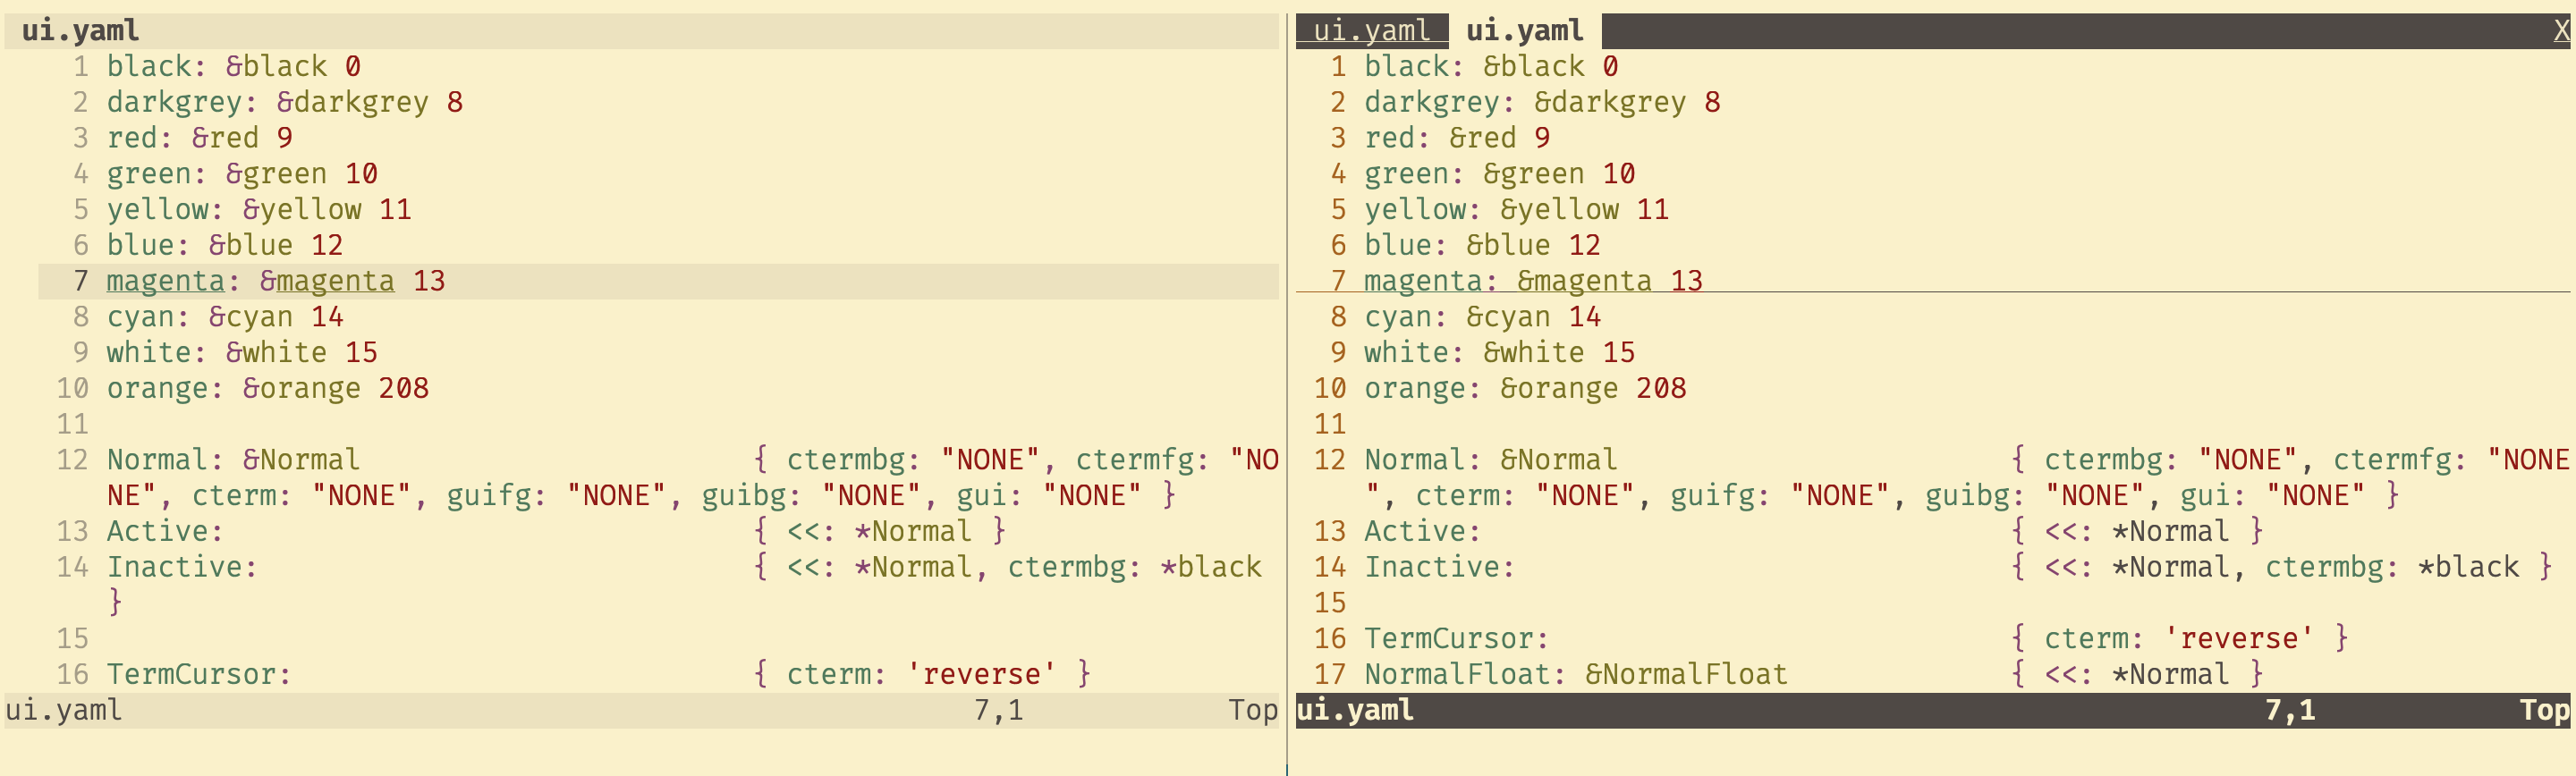 ui.yaml
1 black: &black 0
2 darkgrey: &darkgrey 8
3 red: &red 9
4 green: &green 10
5 yellow: &yellow 11
6 blue: &blue 12
7 magenta: &magenta 13
8 cyan: &cyan 14
9 white: &white 15
10 orange: &orange 208
11
12 Normal: &Normal { ctermbg: "NONE", ctermfg: "NO
NE", cterm: "NONE", guifg: "NONE", guibg: "NONE", gui: "NONE" }
13 Active: { <<: *Normal }
14 Inactive: { <<: *Normal, ctermbg: *black
}
15
16 TermCursor: { cterm: 'reverse' }
ui.yaml 7,1 Top
ui.yaml ui.yaml X
1 black: &black 0
2 darkgrey: &darkgrey 8
3 red: &red 9
4 green: &green 10
5 yellow: &yellow 11
6 blue: &blue 12
7 magenta: &magenta 13
8 cyan: &cyan 14
9 white: &white 15
10 orange: &orange 208
11
12 Normal: &Normal { ctermbg: "NONE", ctermfg: "NONE
", cterm: "NONE", guifg: "NONE", guibg: "NONE", gui: "NONE" }
13 Active: { <<: *Normal }
14 Inactive: { <<: *Normal, ctermbg: *black }
15
16 TermCursor: { cterm: 'reverse' }
17 NormalFloat: &NormalFloat { <<: *Normal }
ui.yaml 7,1 Top